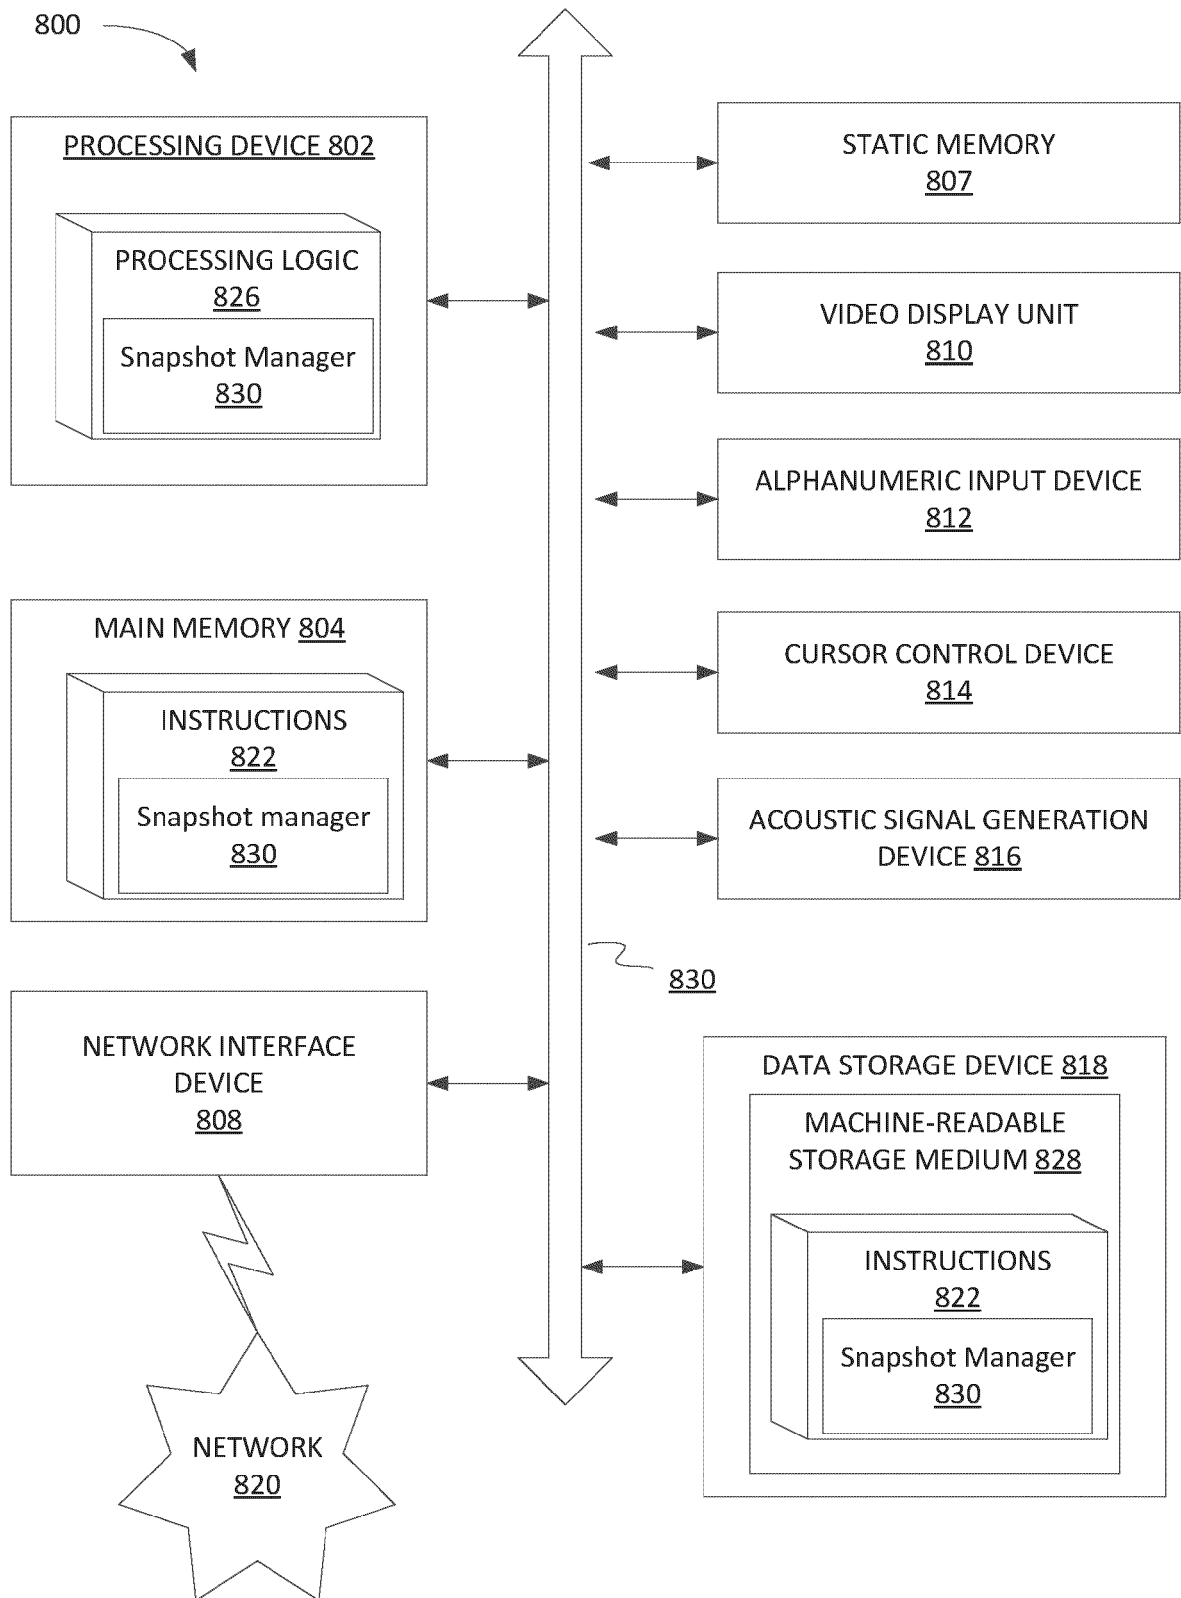 800
PROCESSING DEVICE 802
PROCESSING LOGIC
826
Snapshot Manager
830
MAIN MEMORY 804
INSTRUCTIONS
822
Snapshot manager
830
NETWORK INTERFACE
DEVICE
808
NETWORK
820
STATIC MEMORY
807
VIDEO DISPLAY UNIT
810
ALPHANUMERIC INPUT DEVICE
812
CURSOR CONTROL DEVICE
814
ACOUSTIC SIGNAL GENERATION
DEVICE 816
830
DATA STORAGE DEVICE 818
MACHINE-READABLE
STORAGE MEDIUM 828
INSTRUCTIONS
822
Snapshot Manager
830